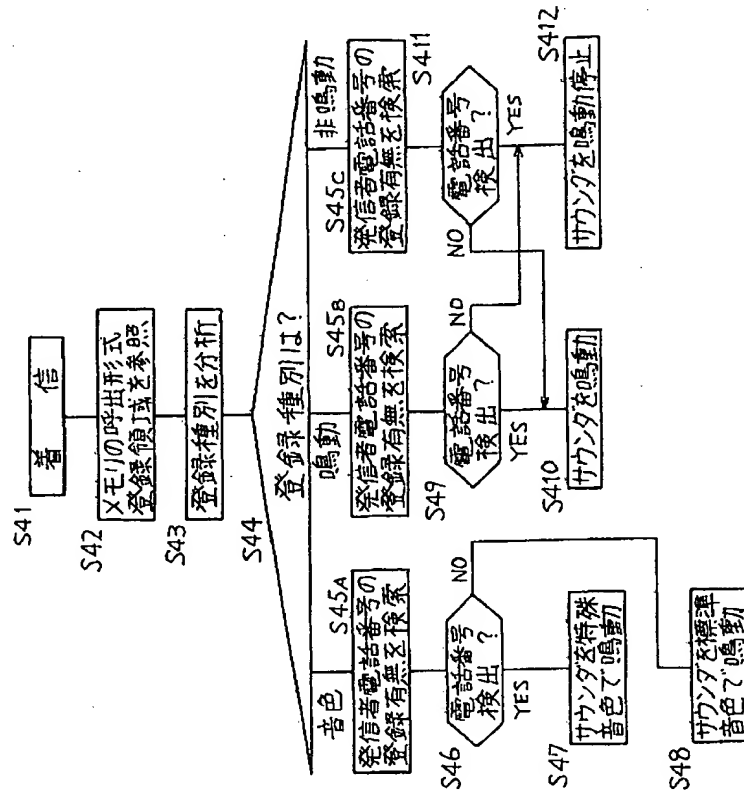 S41
着信
S42
メモリの呼出形式
登録領域を参照
S43
登録種別を分析
S44
登録種別は?
音色
鳴動
非鳴動
S45A
発信者電話番号の
登録有無を検索
S46
電話番号
検出?
NO
YES
S47
サウンダを特殊
音色で鳴動
S48
サウンダを標準
音色で鳴動
S45B
発信者電話番号の
登録有無を検索
S49
電話番号
検出?
NO
YES
S410
サウンダを鳴動
S45C
発信者電話番号の
登録有無を検索
S411
電話番号
検出?
NO
YES
S412
サウンダを鳴動停止